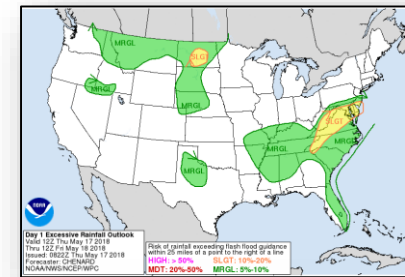 MRGL
SLGT
MRGL
MRGL
SLGT
MRGL
MRGL
MRGL
NOAA
Day 1 Excessive Rainfall Outlook
Valid 12Z Thu May 17 2018
Thru 12Z Fri May 18 2018
Issued: 0822Z Thu May 17 2018
Forecaster: CHENARD
NOAA/NWS/NCEP/WPC
Risk of rainfall exceeding flash flood guidance
within 25 miles of a point to the right of a line
HIGH: > 50% SLGT: 10%-20%
MDT: 20%-50% MRGL: 5%-10%